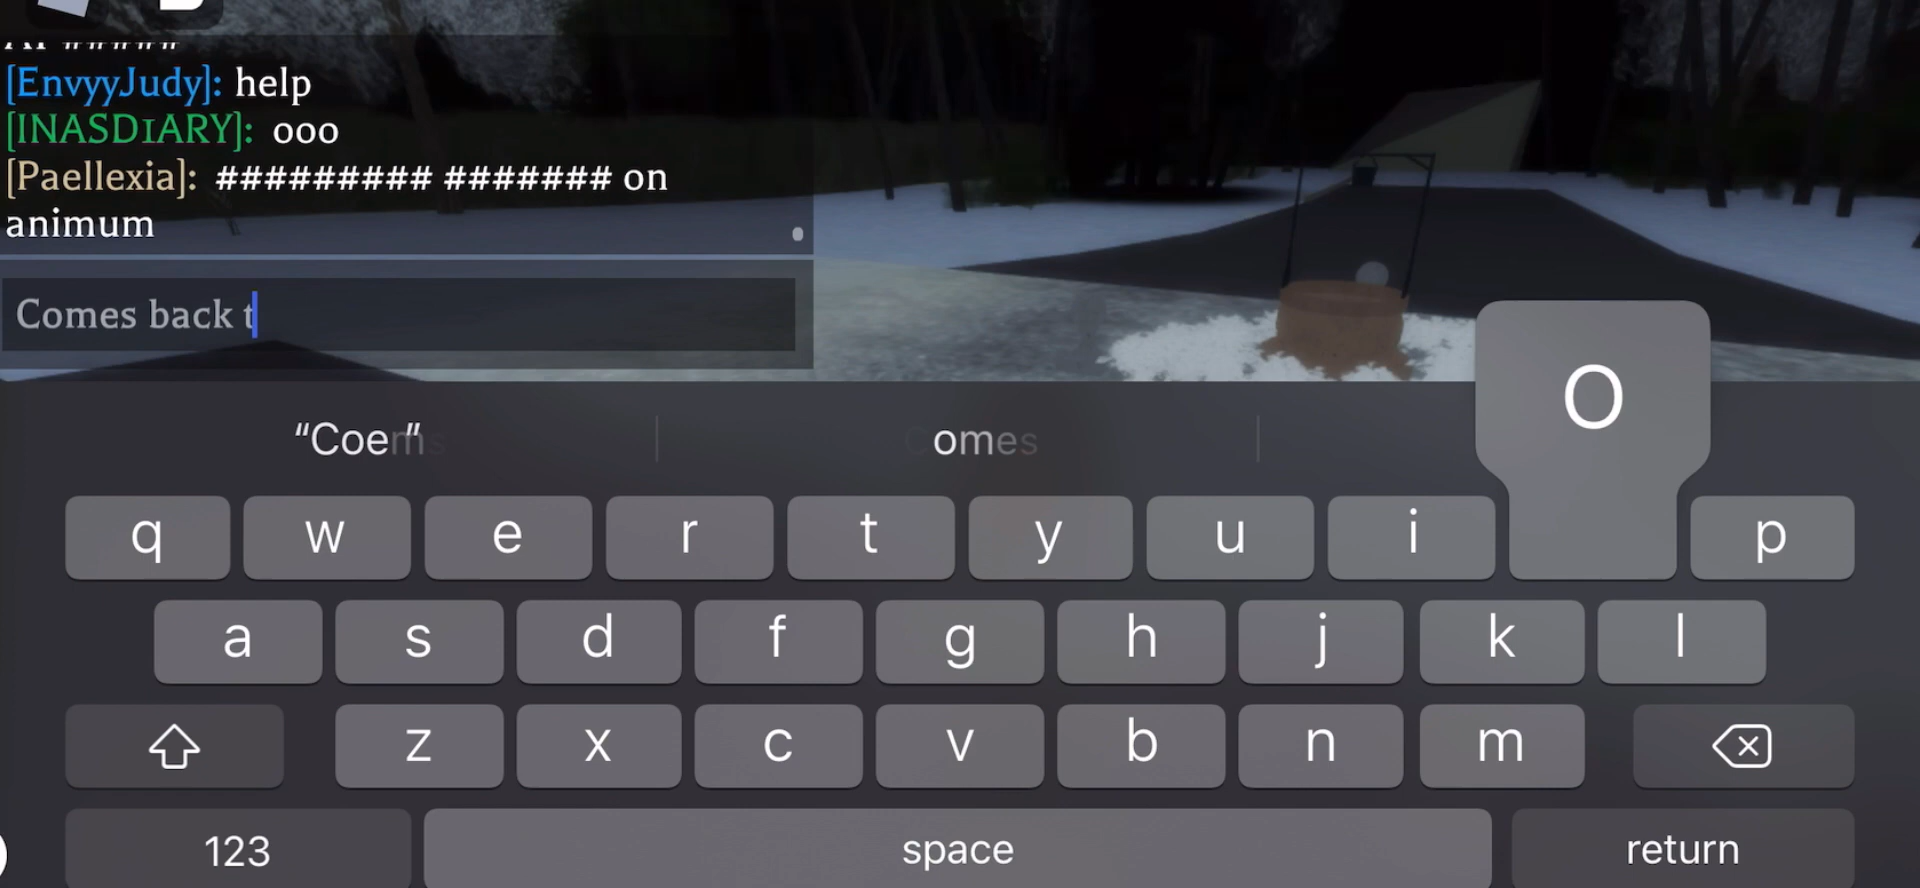 [EnvyyJudy]: help
[INASDIARY]: ooo
[Paellexia]: ######### ####### on
animum
Comes back t
"Coem" omes
O
q w e r t y u i p
a s d f g h j k l
z x c v b n m
123 space return